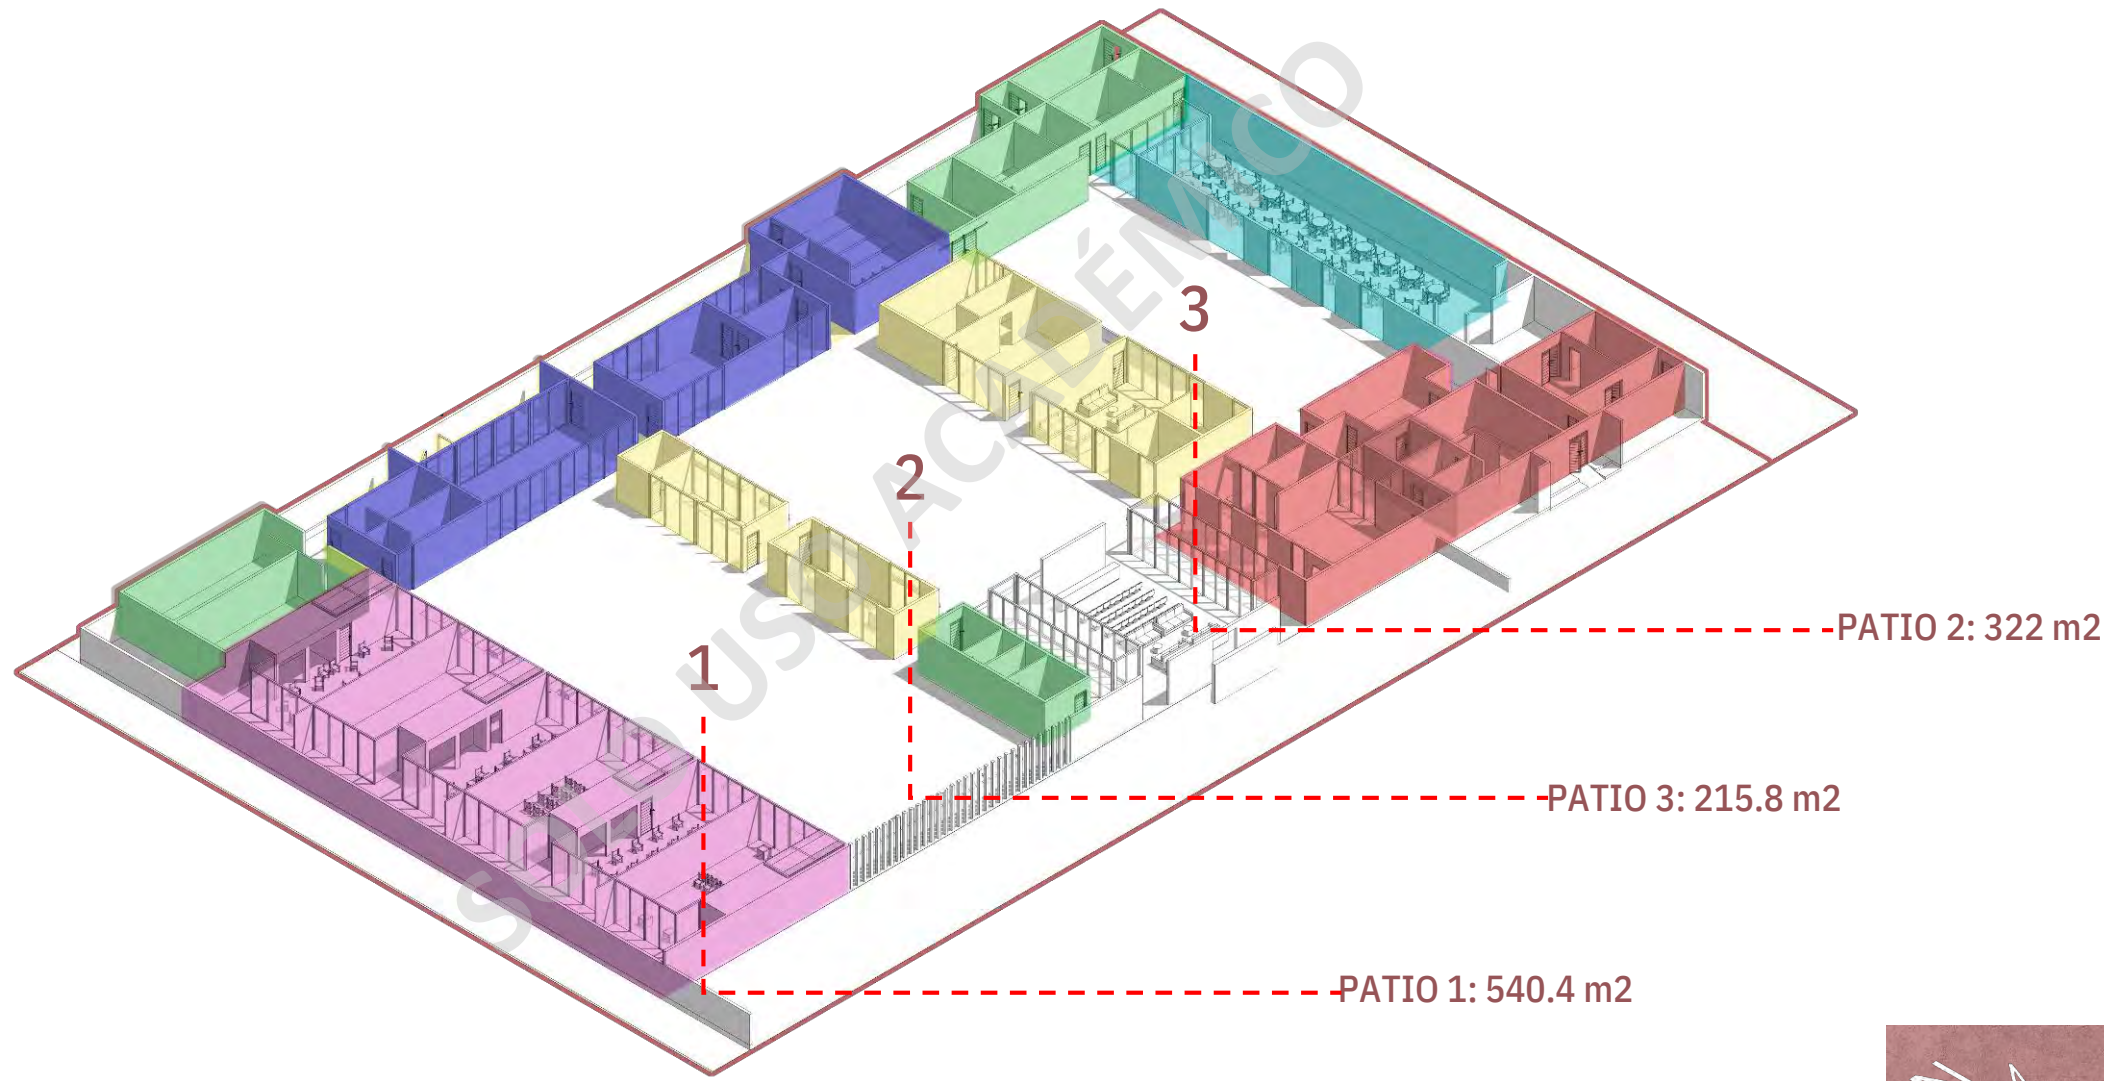 3
2
1
PATIO 2: 322 m2
PATIO 3: 215.8 m2
PATIO 1: 540.4 m2
SOLO USO ACADÉMICO